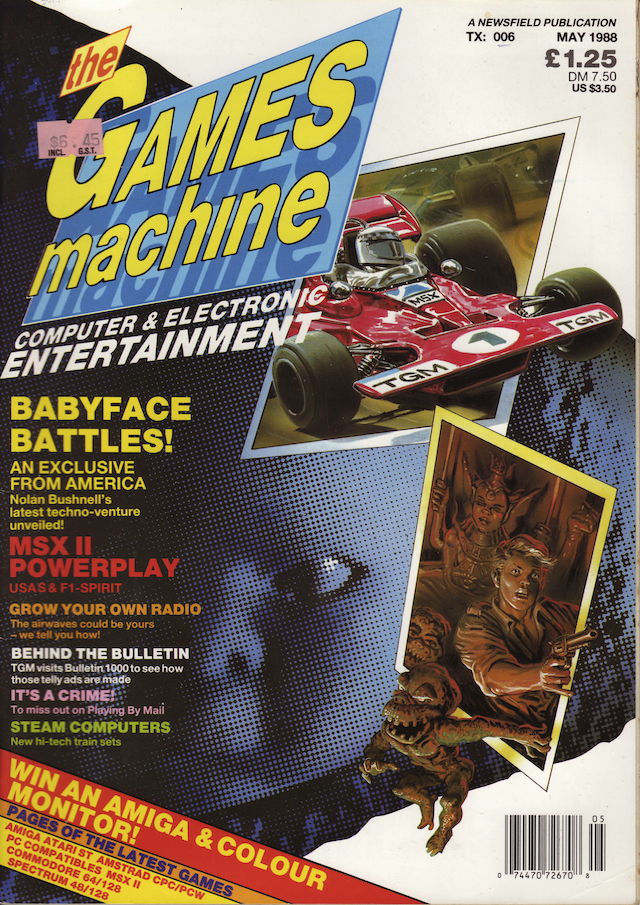 A NEWSFIELD PUBLICATION
TX: 006 MAY 1988
£1.25
DM 7.50
US $3.50
the
GAMES
machine
$6.45
INCL. G.S.T.
COMPUTER & ELECTRONIC
ENTERTAINMENT
MSX
1
TGM
TGM
BABYFACE
BATTLES!
AN EXCLUSIVE
FROM AMERICA
Nolan Bushnell's
latest techno-venture
unveiled!
MSX II
POWERPLAY
USAS & F1-SPIRIT
GROW YOUR OWN RADIO
The airwaves could be yours
– we tell you how!
BEHIND THE BULLETIN
TGM visits Bulletin 1000 to see how
those telly ads are made
IT'S A CRIME!
To miss out on Playing By Mail
STEAM COMPUTERS
New hi-tech train sets
WIN AN AMIGA & COLOUR
MONITOR!
PAGES OF THE LATEST GAMES
AMIGA ATARI ST AMSTRAD CPC/PCW
PC COMPATIBLES MSX II
COMMODORE 64/128
SPECTRUM 48/128
05
0 74470 72670 8